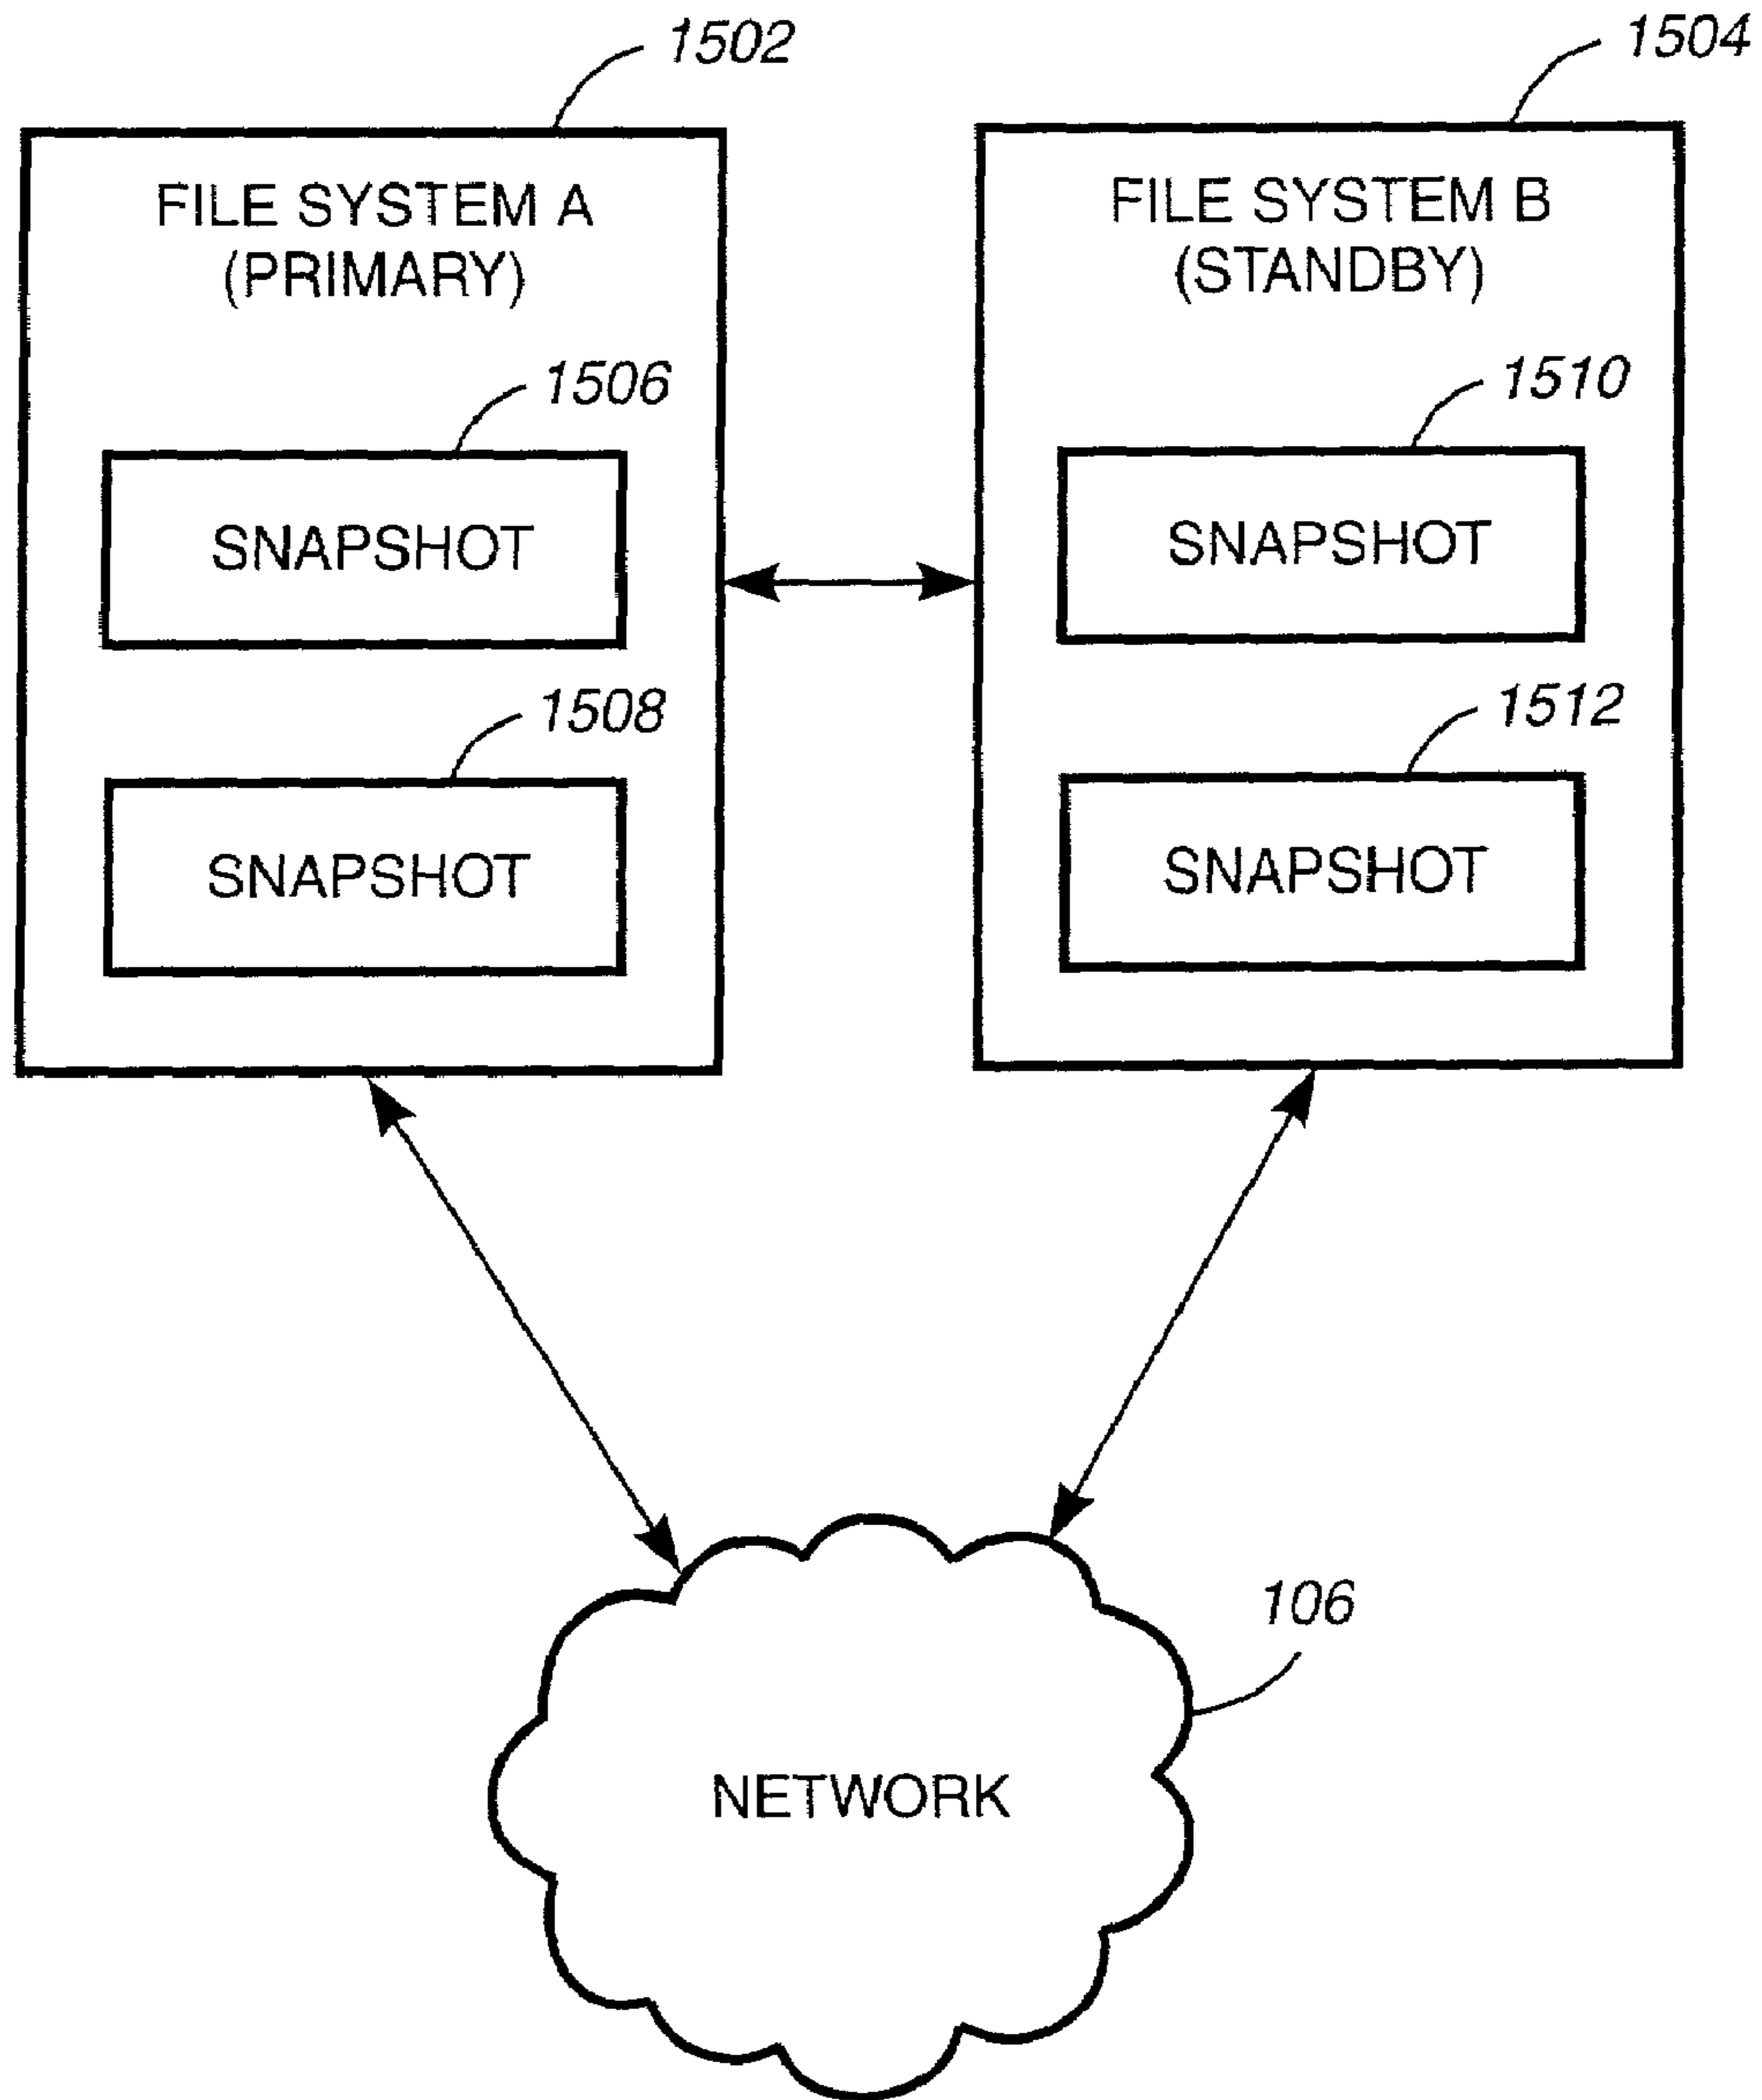 1502
1504
FILE SYSTEM A
(PRIMARY)
FILE SYSTEM B
(STANDBY)
1506
1510
SNAPSHOT
SNAPSHOT
1508
1512
SNAPSHOT
SNAPSHOT
106
NETWORK